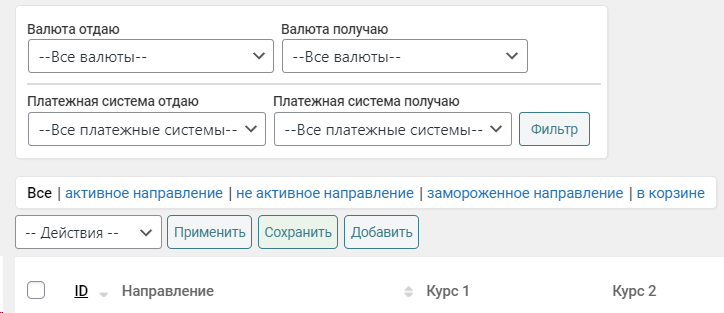 Валюта отдаю Валюта получаю
--Все валюты-- --Все валюты--
Платежная система отдаю Платежная система получаю
--Все платежные системы-- --Все платежные системы-- Фильтр
Все | активное направление | не активное направление | замороженное направление | в корзине
-- Действия -- Применить Сохранить Добавить
ID Направление Курс 1 Курс 2